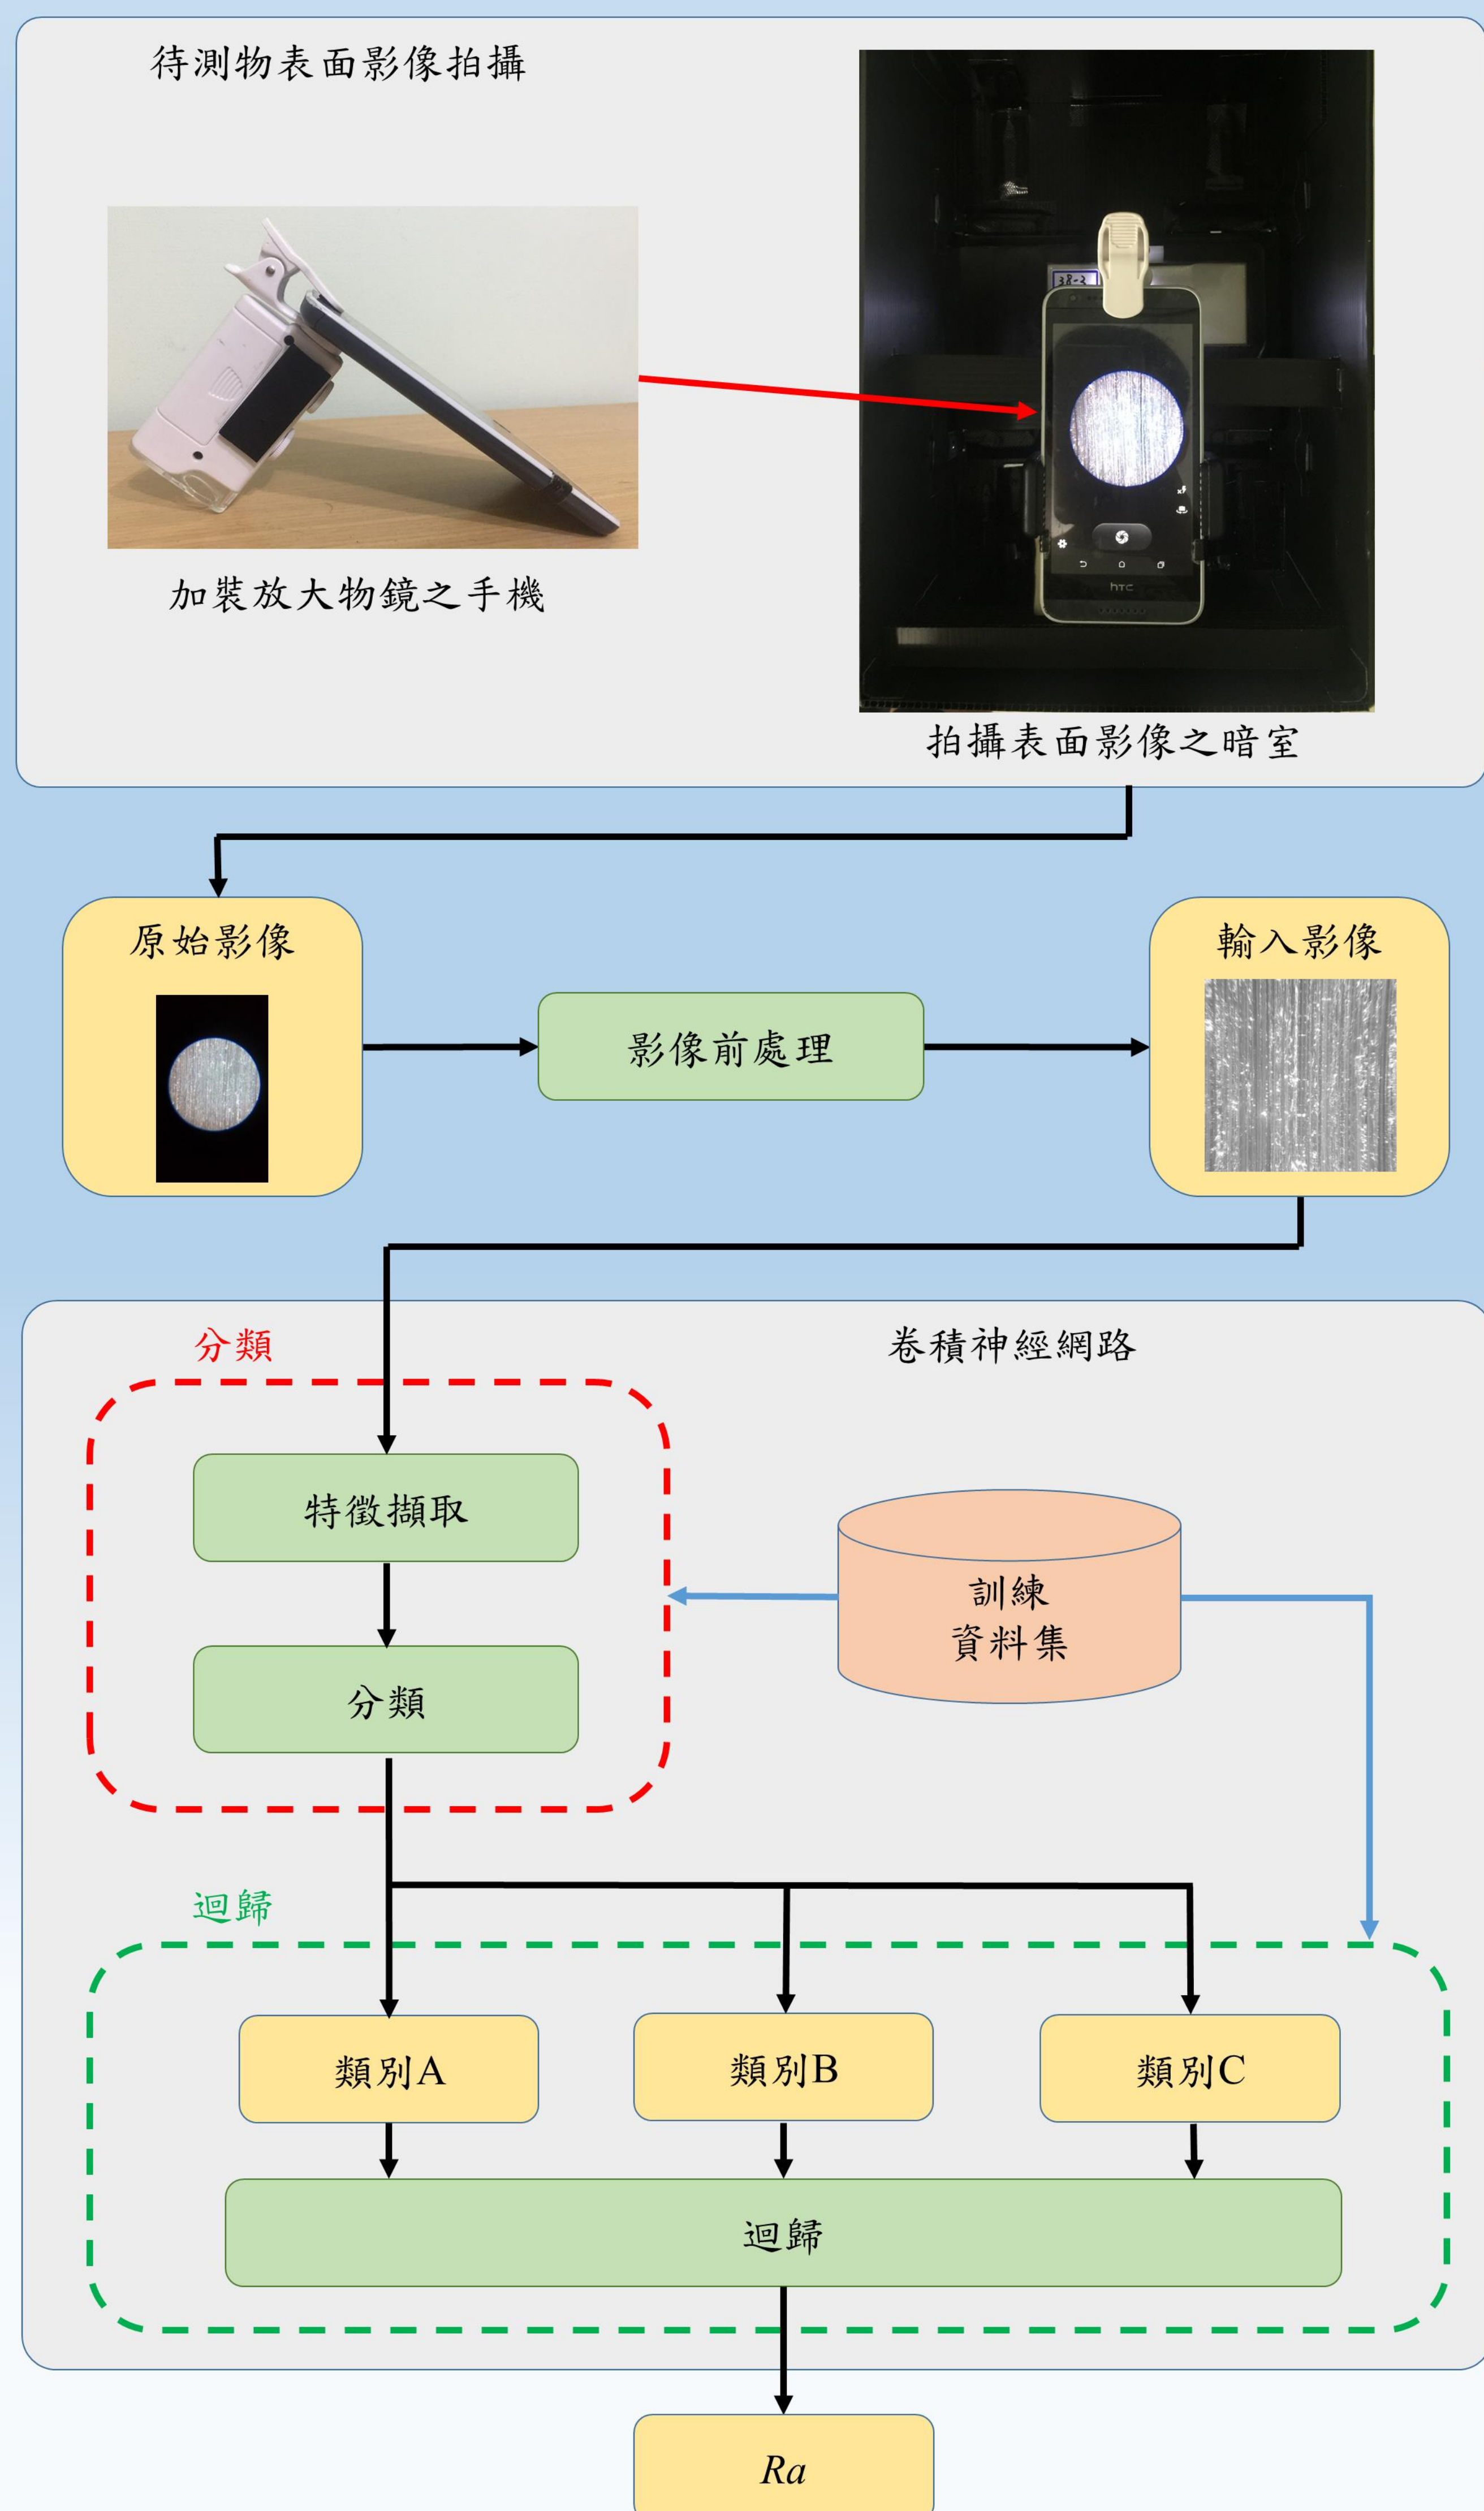 待測物表面影像拍攝
38-3
hTC
加裝放大物鏡之手機
拍攝表面影像之暗室
原始影像
影像前處理
輸入影像
分類
卷積神經網路
特徵擷取
訓練
資料集
分類
迴歸
類別A
類別B
類別C
迴歸
Ra